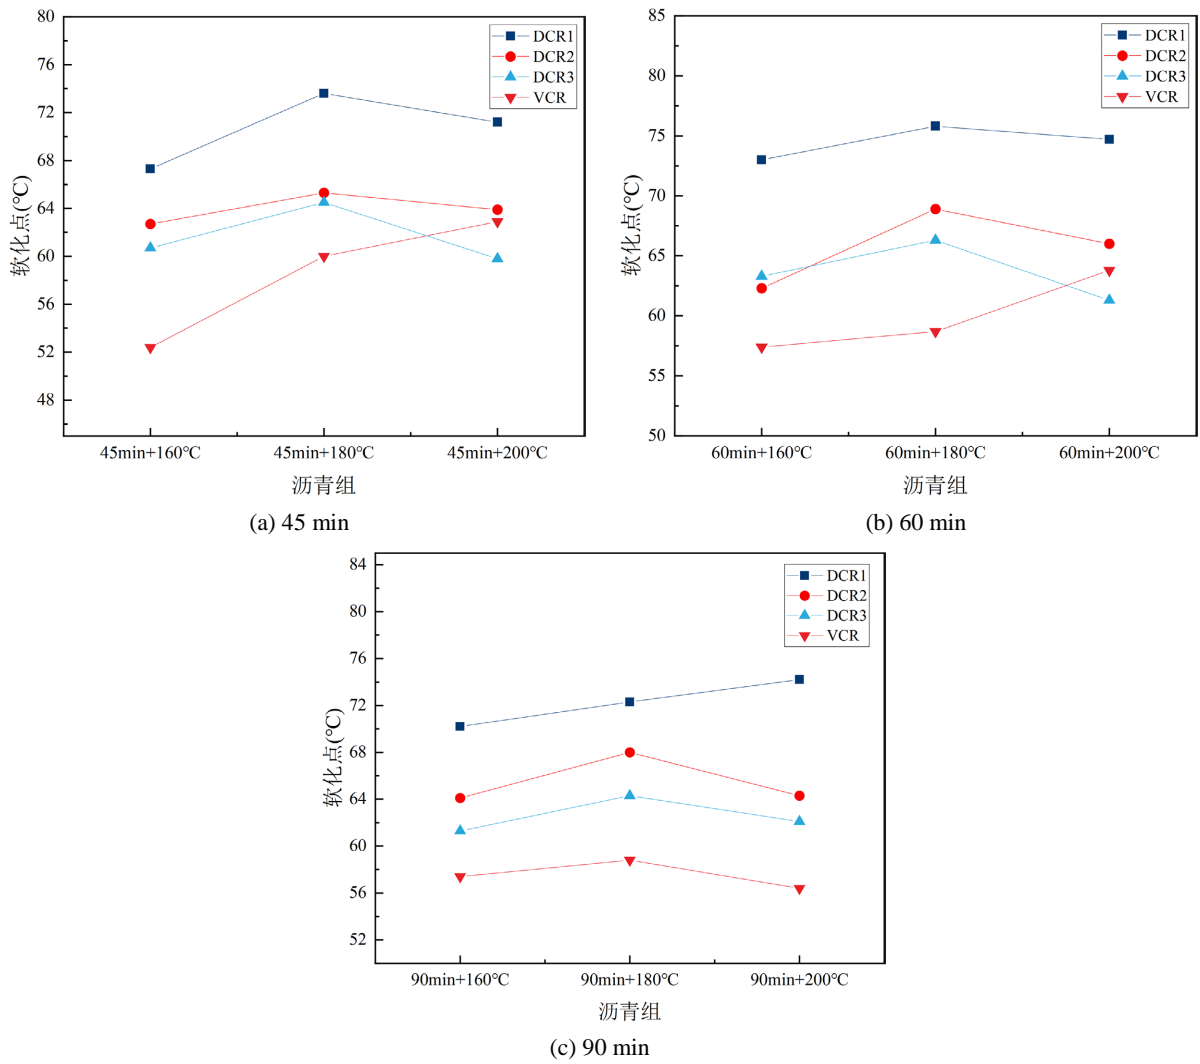 80
76
72
68
64
60
56
52
48
软化点(℃)
DCR1
DCR2
DCR3
VCR
45min+160℃ 45min+180℃ 45min+200℃
沥青组
(a) 45 min
85
80
75
70
65
60
55
50
软化点(℃)
DCR1
DCR2
DCR3
VCR
60min+160℃ 60min+180℃ 60min+200℃
沥青组
(b) 60 min
84
80
76
72
68
64
60
56
52
软化点(℃)
DCR1
DCR2
DCR3
VCR
90min+160℃ 90min+180℃ 90min+200℃
沥青组
(c) 90 min